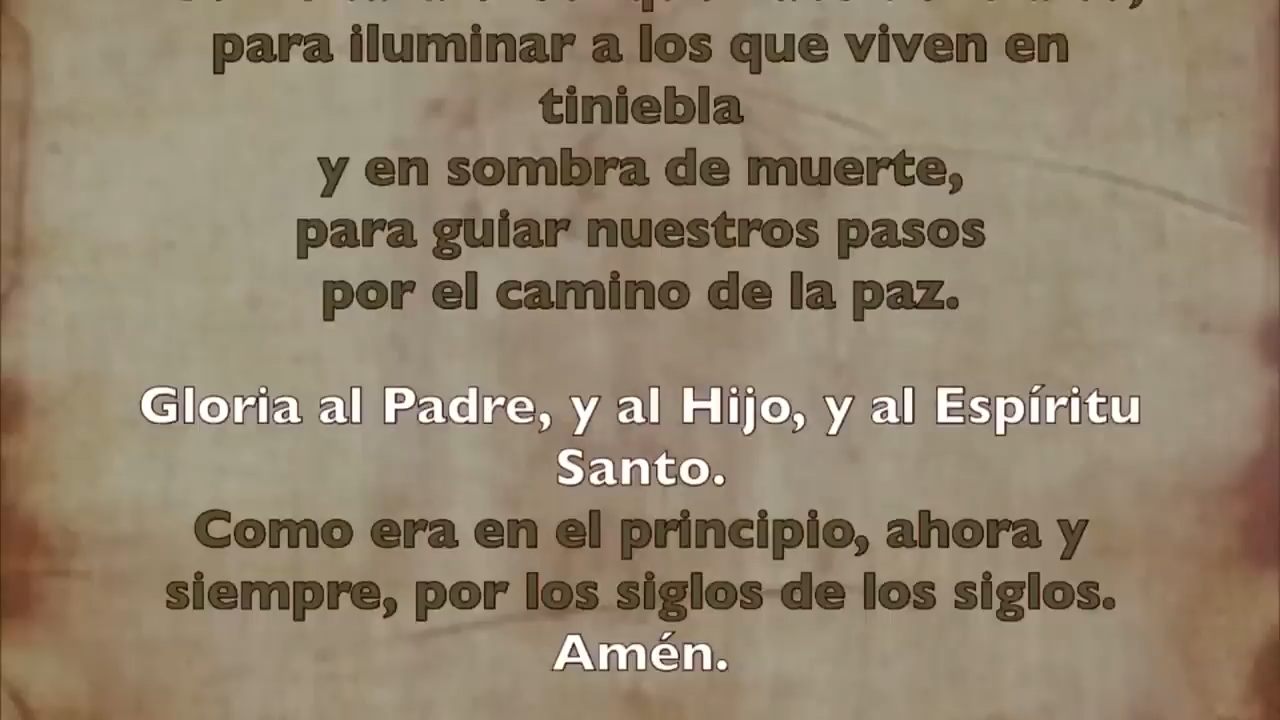 para iluminar a los que viven en
tiniebla
y en sombra de muerte,
para guiar nuestros pasos
por el camino de la paz.
Gloria al Padre, y al Hijo, y al Espíritu
Santo.
Como era en el principio, ahora y
siempre, por los siglos de los siglos.
Amén.